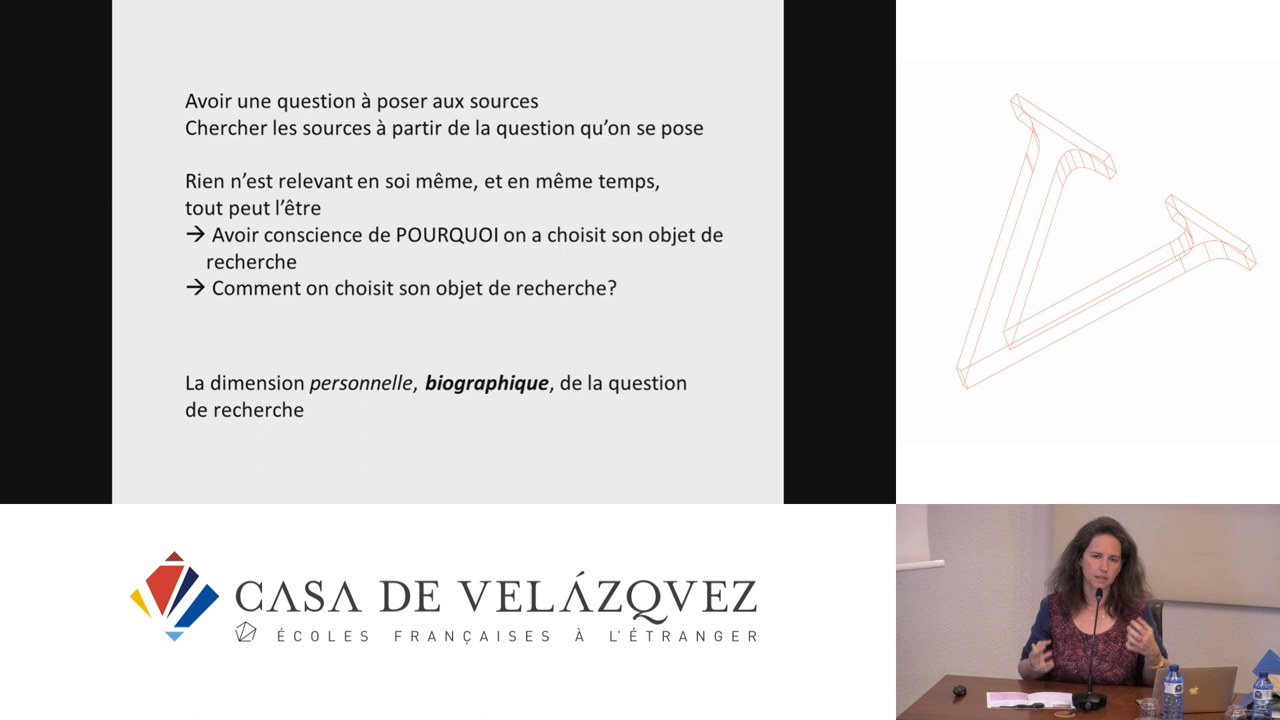 Avoir une question à poser aux sources
Chercher les sources à partir de la question qu’on se pose
Rien n’est relevant en soi même, et en même temps,
tout peut l’être
→ Avoir conscience de POURQUOI on a choisit son objet de
recherche
→ Comment on choisit son objet de recherche?
La dimension personnelle, biographique, de la question
de recherche
CASA DE VELÁZQVEZ
ÉCOLES FRANÇAISES À L'ÉTRANGER